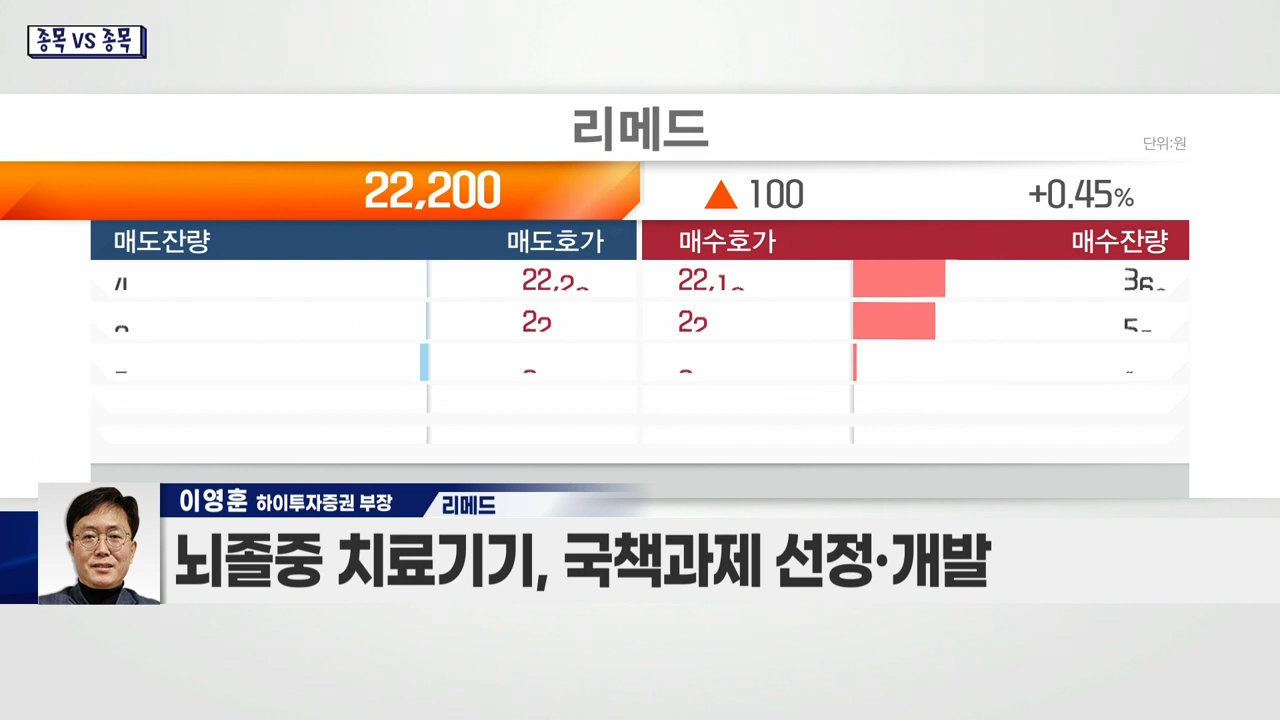 종목 VS 종목
리메드
단위:원
22,200 ▲ 100 +0.45%
매도잔량 매도호가 매수호가 매수잔량
이영훈 하이투자증권 부장 리메드
뇌졸중 치료기기, 국책과제 선정·개발